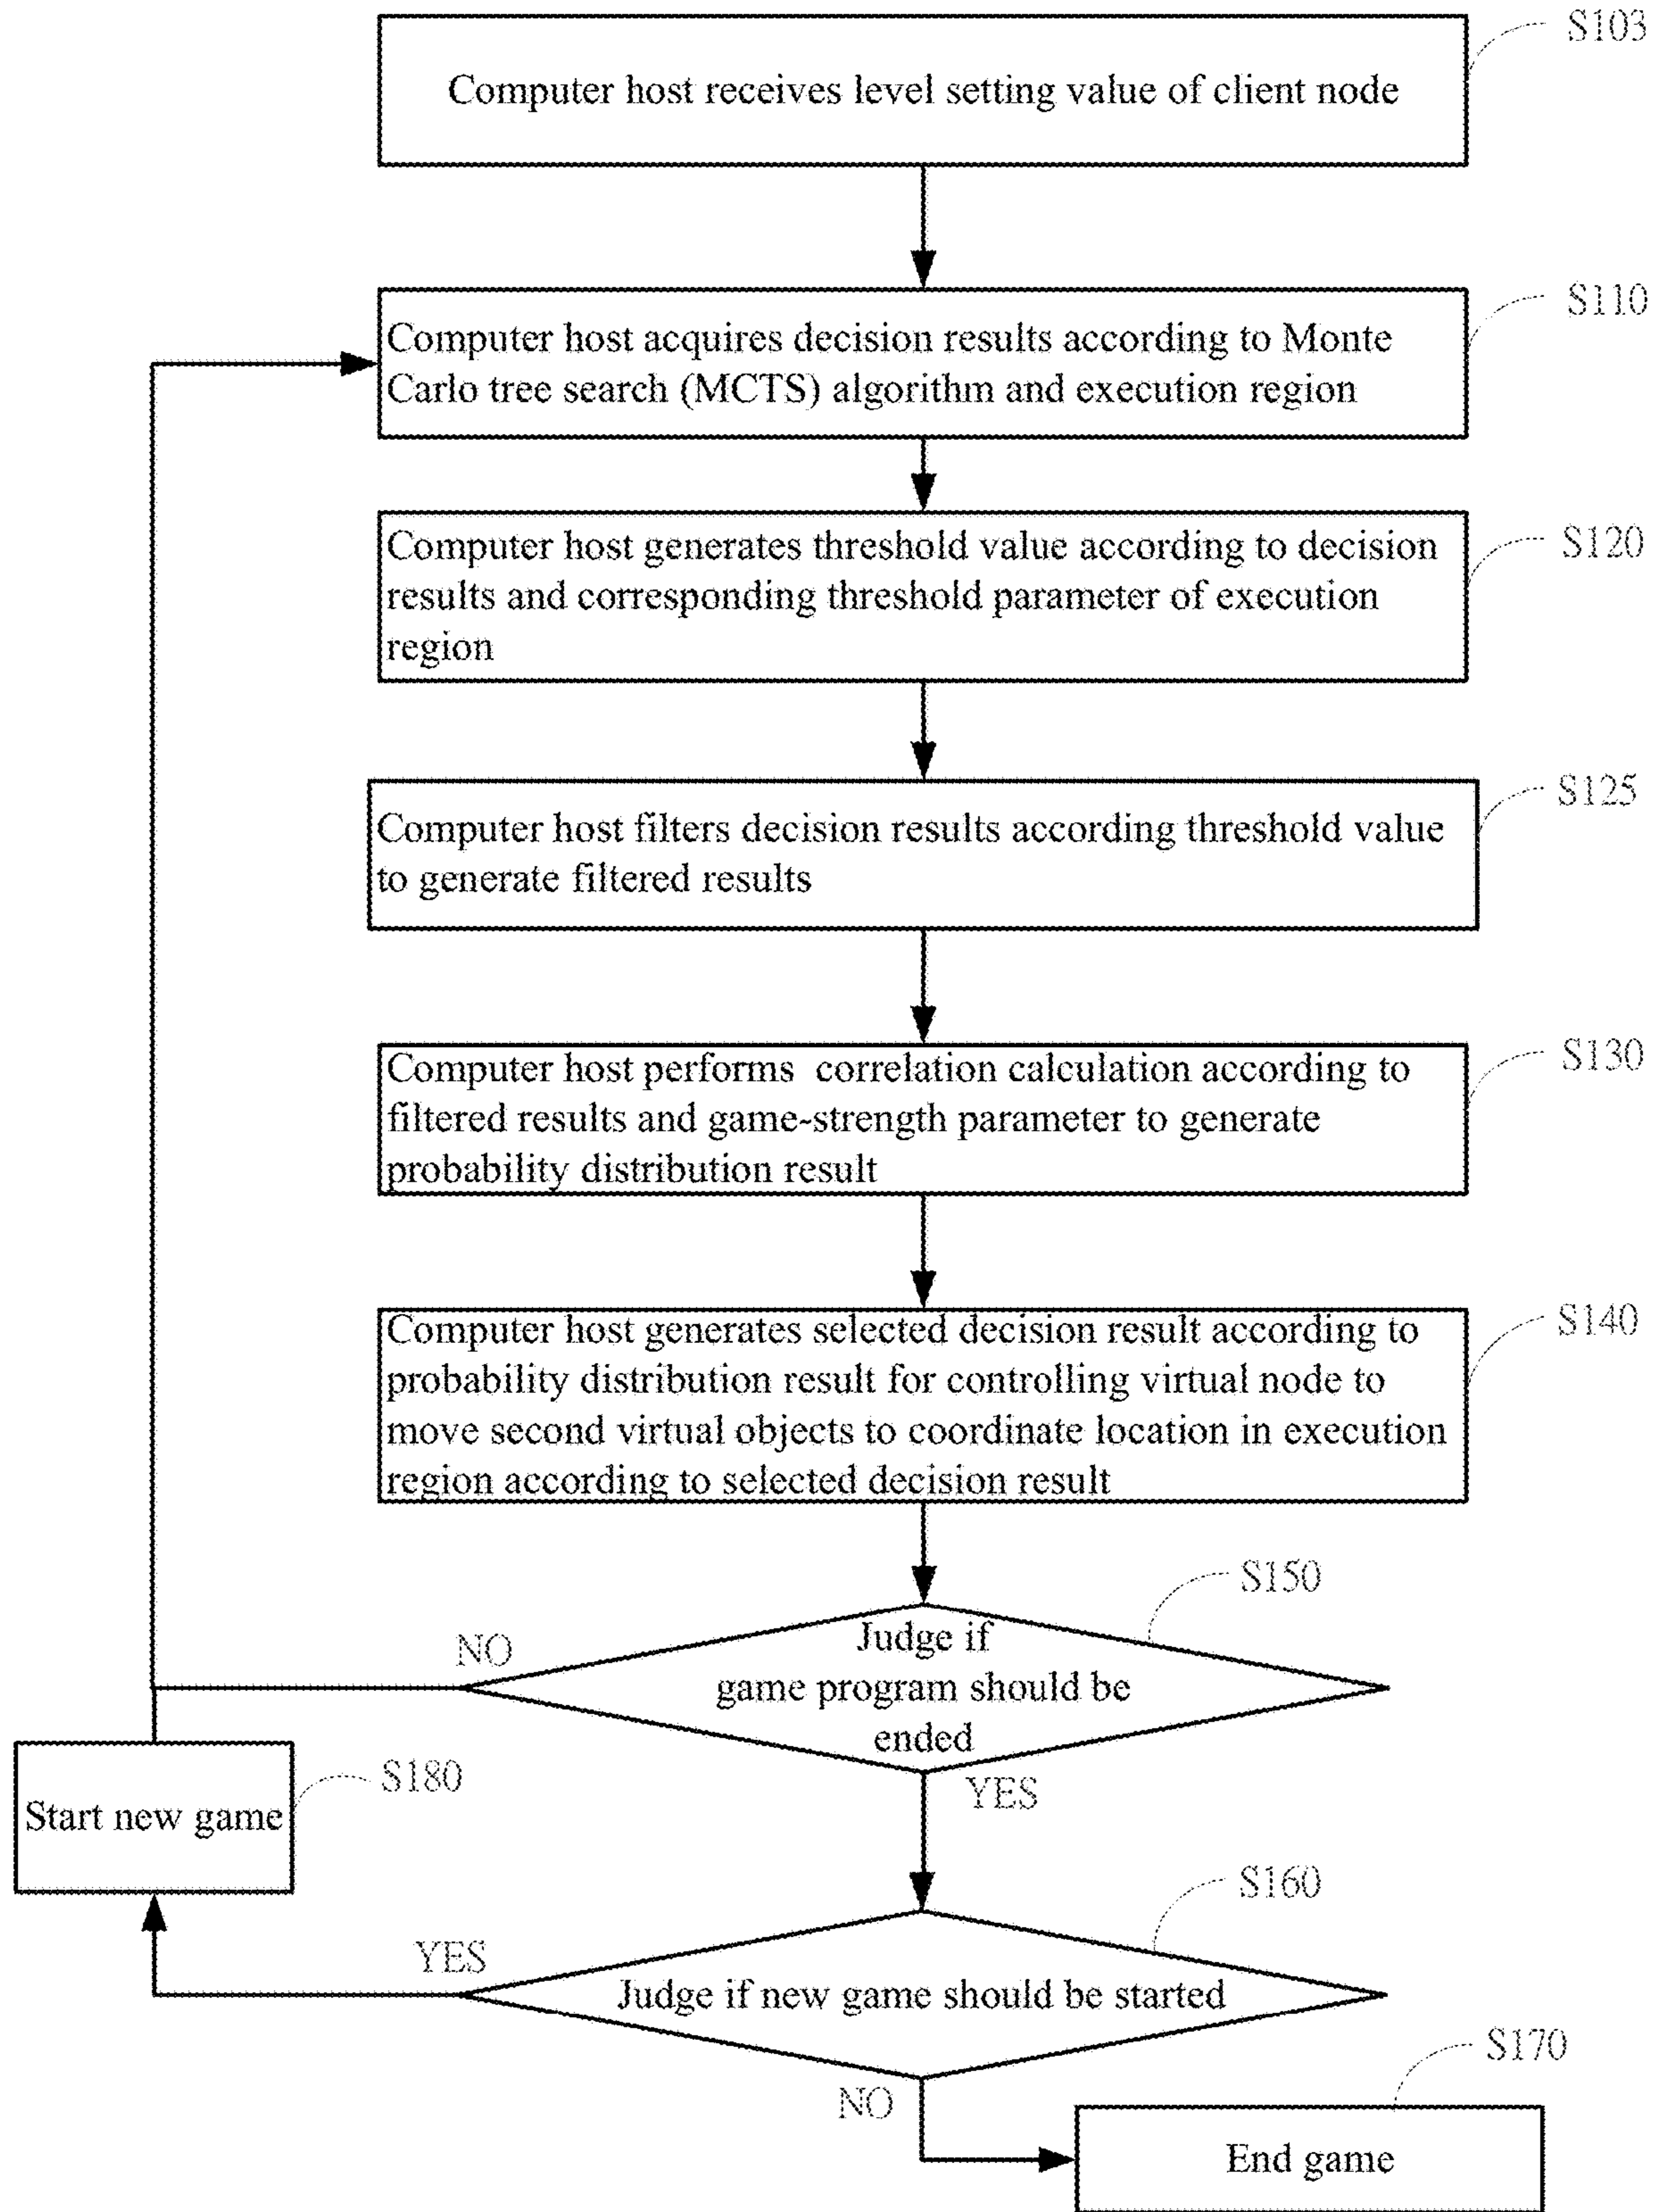 S103
Computer host receives level setting value of client node
S110
Computer host acquires decision results according to Monte
Carlo tree search (MCTS) algorithm and execution region
S120
Computer host generates threshold value according to decision
results and corresponding threshold parameter of execution
region
S125
Computer host filters decision results according threshold value
to generate filtered results
S130
Computer host performs correlation calculation according to
filtered results and game-strength parameter to generate
probability distribution result
S140
Computer host generates selected decision result according to
probability distribution result for controlling virtual node to
move second virtual objects to coordinate location in execution
region according to selected decision result
S150
NO
Judge if
game program should be
ended
YES
S180
Start new game
S160
YES
Judge if new game should be started
S170
NO
End game